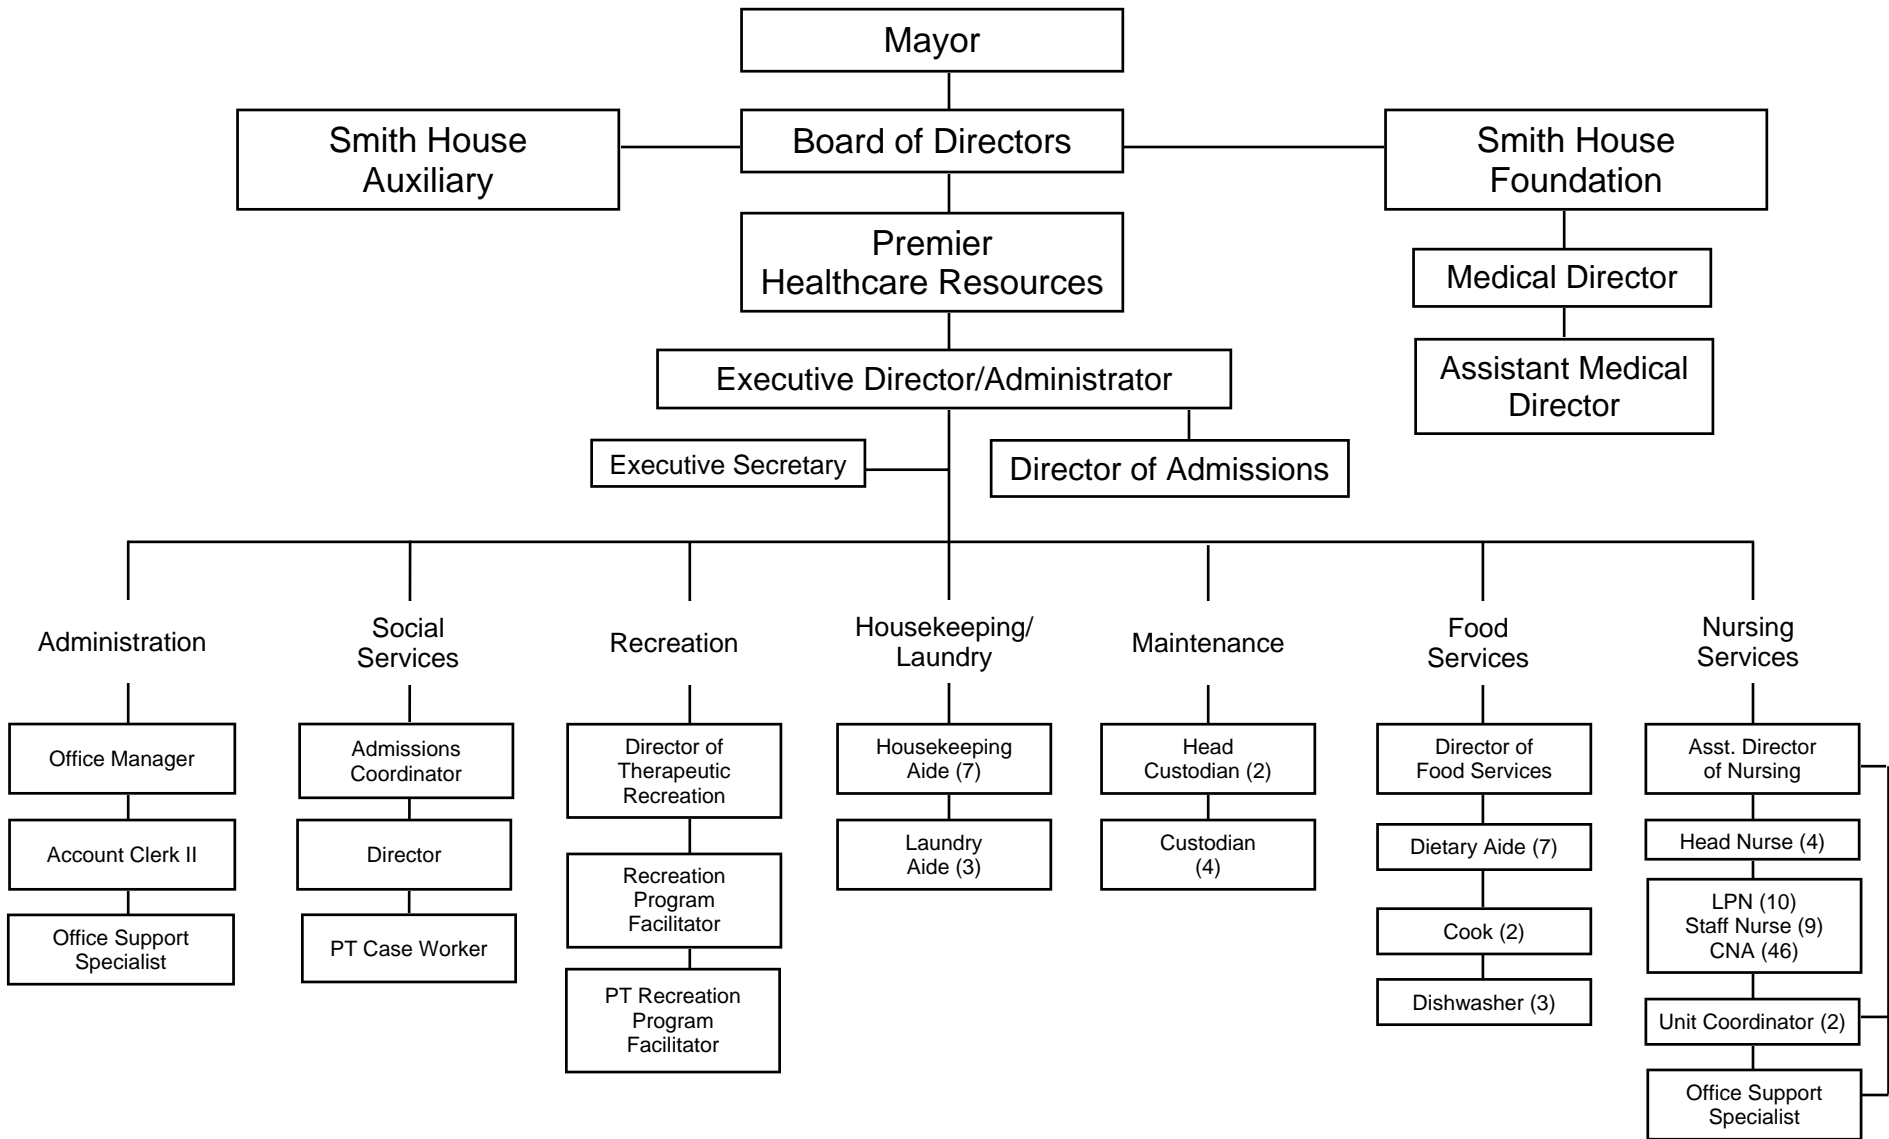 Mayor
Smith House
Auxiliary
Board of Directors
Smith House
Foundation
Premier
Healthcare Resources
Medical Director
Executive Director/Administrator
Assistant Medical
Director
Executive Secretary
Director of Admissions
Administration
Social
Services
Recreation
Housekeeping/
Laundry
Maintenance
Food
Services
Nursing
Services
Office Manager
Account Clerk II
Office Support
Specialist
Admissions
Coordinator
Director
PT Case Worker
Director of
Therapeutic
Recreation
Recreation
Program
Facilitator
PT Recreation
Program
Facilitator
Housekeeping
Aide (7)
Laundry
Aide (3)
Head
Custodian (2)
Custodian
(4)
Director of
Food Services
Dietary Aide (7)
Cook (2)
Dishwasher (3)
Asst. Director
of Nursing
Head Nurse (4)
LPN (10)
Staff Nurse (9)
CNA (46)
Unit Coordinator (2)
Office Support
Specialist